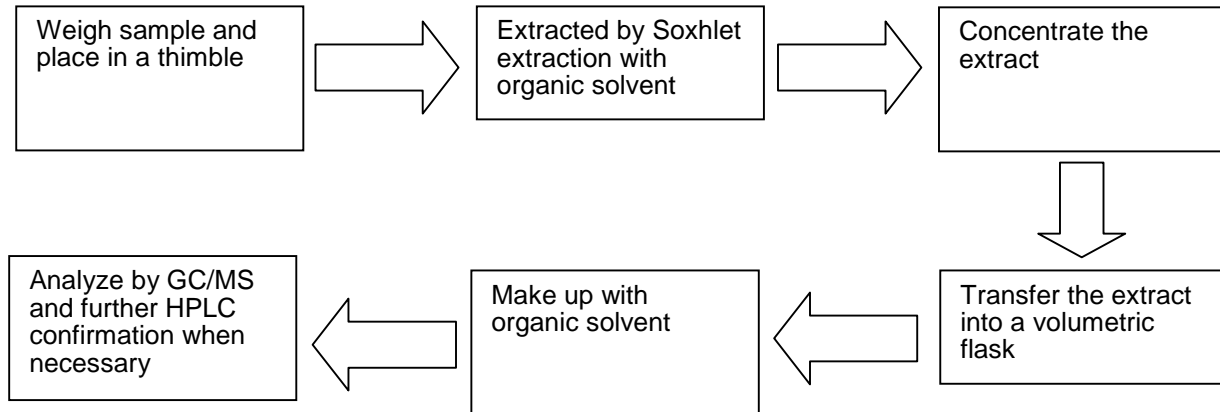 Weigh sample and
place in a thimble
Extracted by Soxhlet
extraction with
organic solvent
Concentrate the
extract
Transfer the extract
into a volumetric
flask
Make up with
organic solvent
Analyze by GC/MS
and further HPLC
confirmation when
necessary